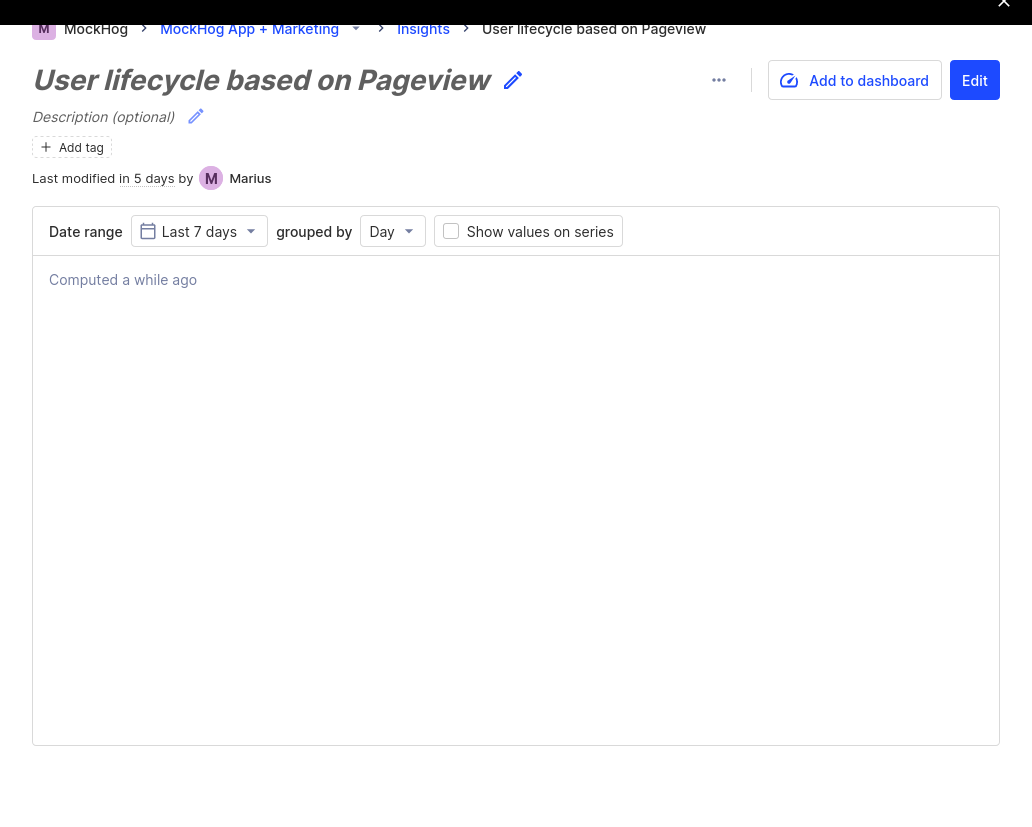 M MockHog MockHog App + Marketing Insights User lifecycle based on Pageview
User lifecycle based on Pageview
Add to dashboard
Edit
Description (optional)
Add tag
Last modified in 5 days by M Marius
Date range Last 7 days grouped by Day Show values on series
Computed a while ago